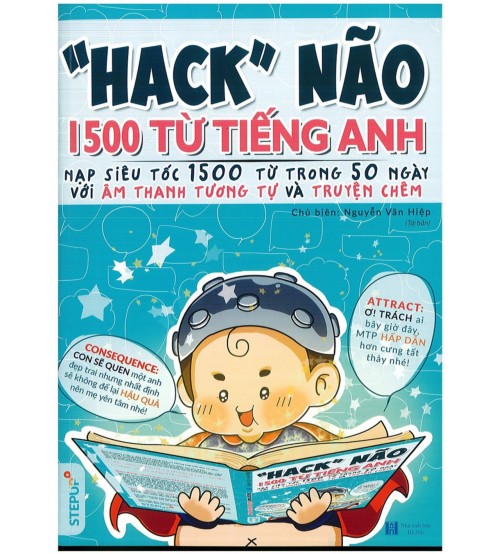 "HACK" NÃO
1500 TỪ TIẾNG ANH
NẠP SIÊU TỐC 1500 TỪ TRONG 50 NGÀY
VỚI ÂM THANH TƯƠNG TỰ VÀ TRUYỆN CHÊM
Chủ biên: Nguyễn Văn Hiệp
(Tái bản)
ATTRACT:
Ơ! TRÁCH ai
bây giờ đây,
MTP HẤP DẪN
hơn cưng tất
thảy nhé!
CONSEQUENCE:
CON SẼ QUEN một anh
đẹp trai nhưng nhất định
sẽ không để lại HẬU QUẢ
nên mẹ yên tâm nhé!
"HACK" NÃO
1500 TỪ TIẾNG ANH
STEPUP